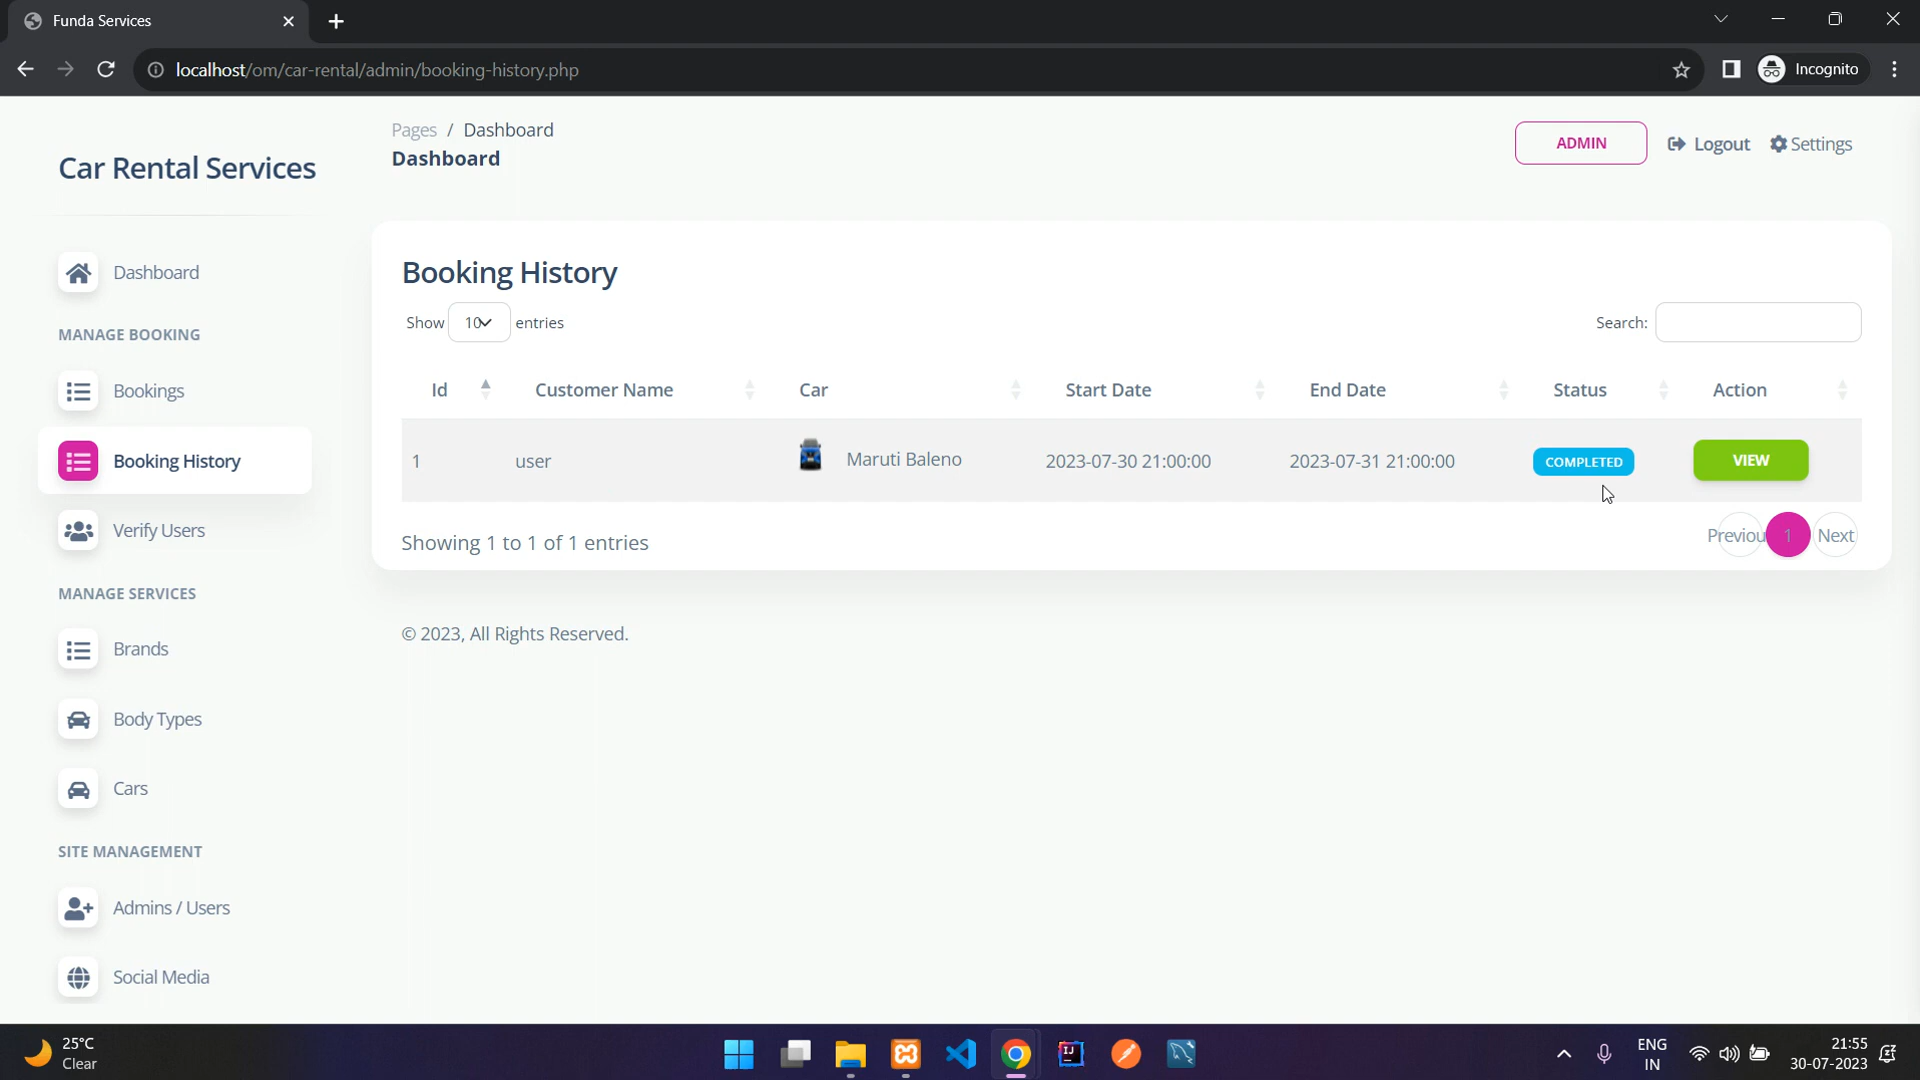 Funda Services
localhost/om/car-rental/admin/booking-history.php
Incognito
Car Rental Services
Pages / Dashboard
Dashboard
ADMIN
Logout
Settings
Dashboard
MANAGE BOOKING
Bookings
Booking History
Verify Users
MANAGE SERVICES
Brands
Body Types
Cars
SITE MANAGEMENT
Admins / Users
Social Media
Booking History
Show 10 entries
Search:
Id Customer Name Car Start Date End Date Status Action
1 user Maruti Baleno 2023-07-30 21:00:00 2023-07-31 21:00:00 COMPLETED VIEW
Showing 1 to 1 of 1 entries
Previou 1 Next
© 2023, All Rights Reserved.
25°C
Clear
IJ
ENG
IN
21:55
30-07-2023